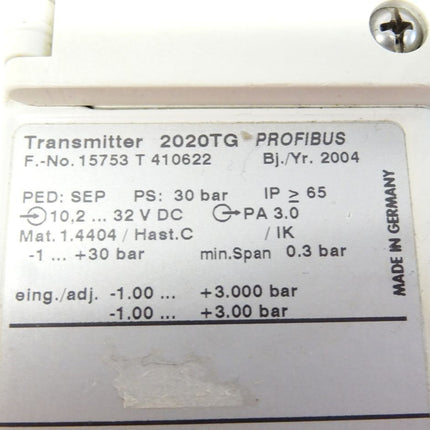 Transmitter 2020TG PROFIBUS
F.-No. 15753 T 410622 Bj./Yr. 2004
PED: SEP PS: 30 bar IP ≥ 65
10,2 ... 32 V DC PA 3.0
Mat. 1.4404 / Hast.C / IK
-1 ... +30 bar min.Span 0.3 bar
eing./adj. -1.00 ... +3.000 bar
-1.00 ... +3.00 bar
MADE IN GERMANY